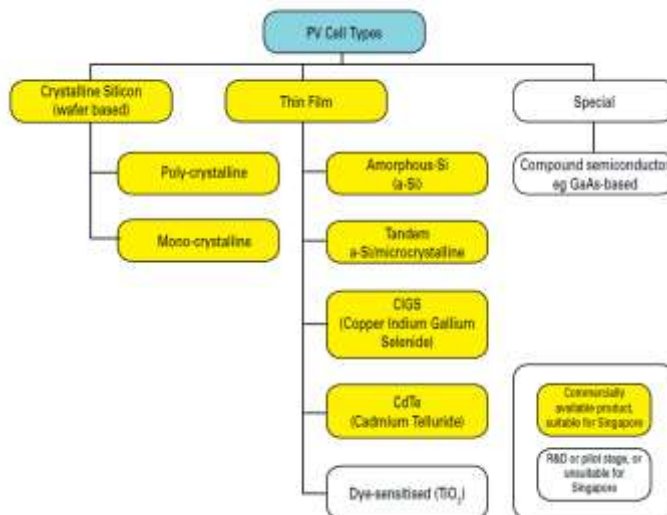 PV Cell Types
Crystalline Silicon
(wafer based)
Thin Film
Special
Poly-crystalline
Mono-crystalline
Amorphous-Si
(a-Si)
Tandem
a-Si/microcrystalline
CIGS
(Copper Indium Gallium
Selenide)
CdTe
(Cadmium Telluride)
Dye-sensitised (TiO₂)
Compound semiconductor
eg GaAs-based
Commercially
available product,
suitable for Singapore
R&D or pilot stage, or
unsuitable for
Singapore